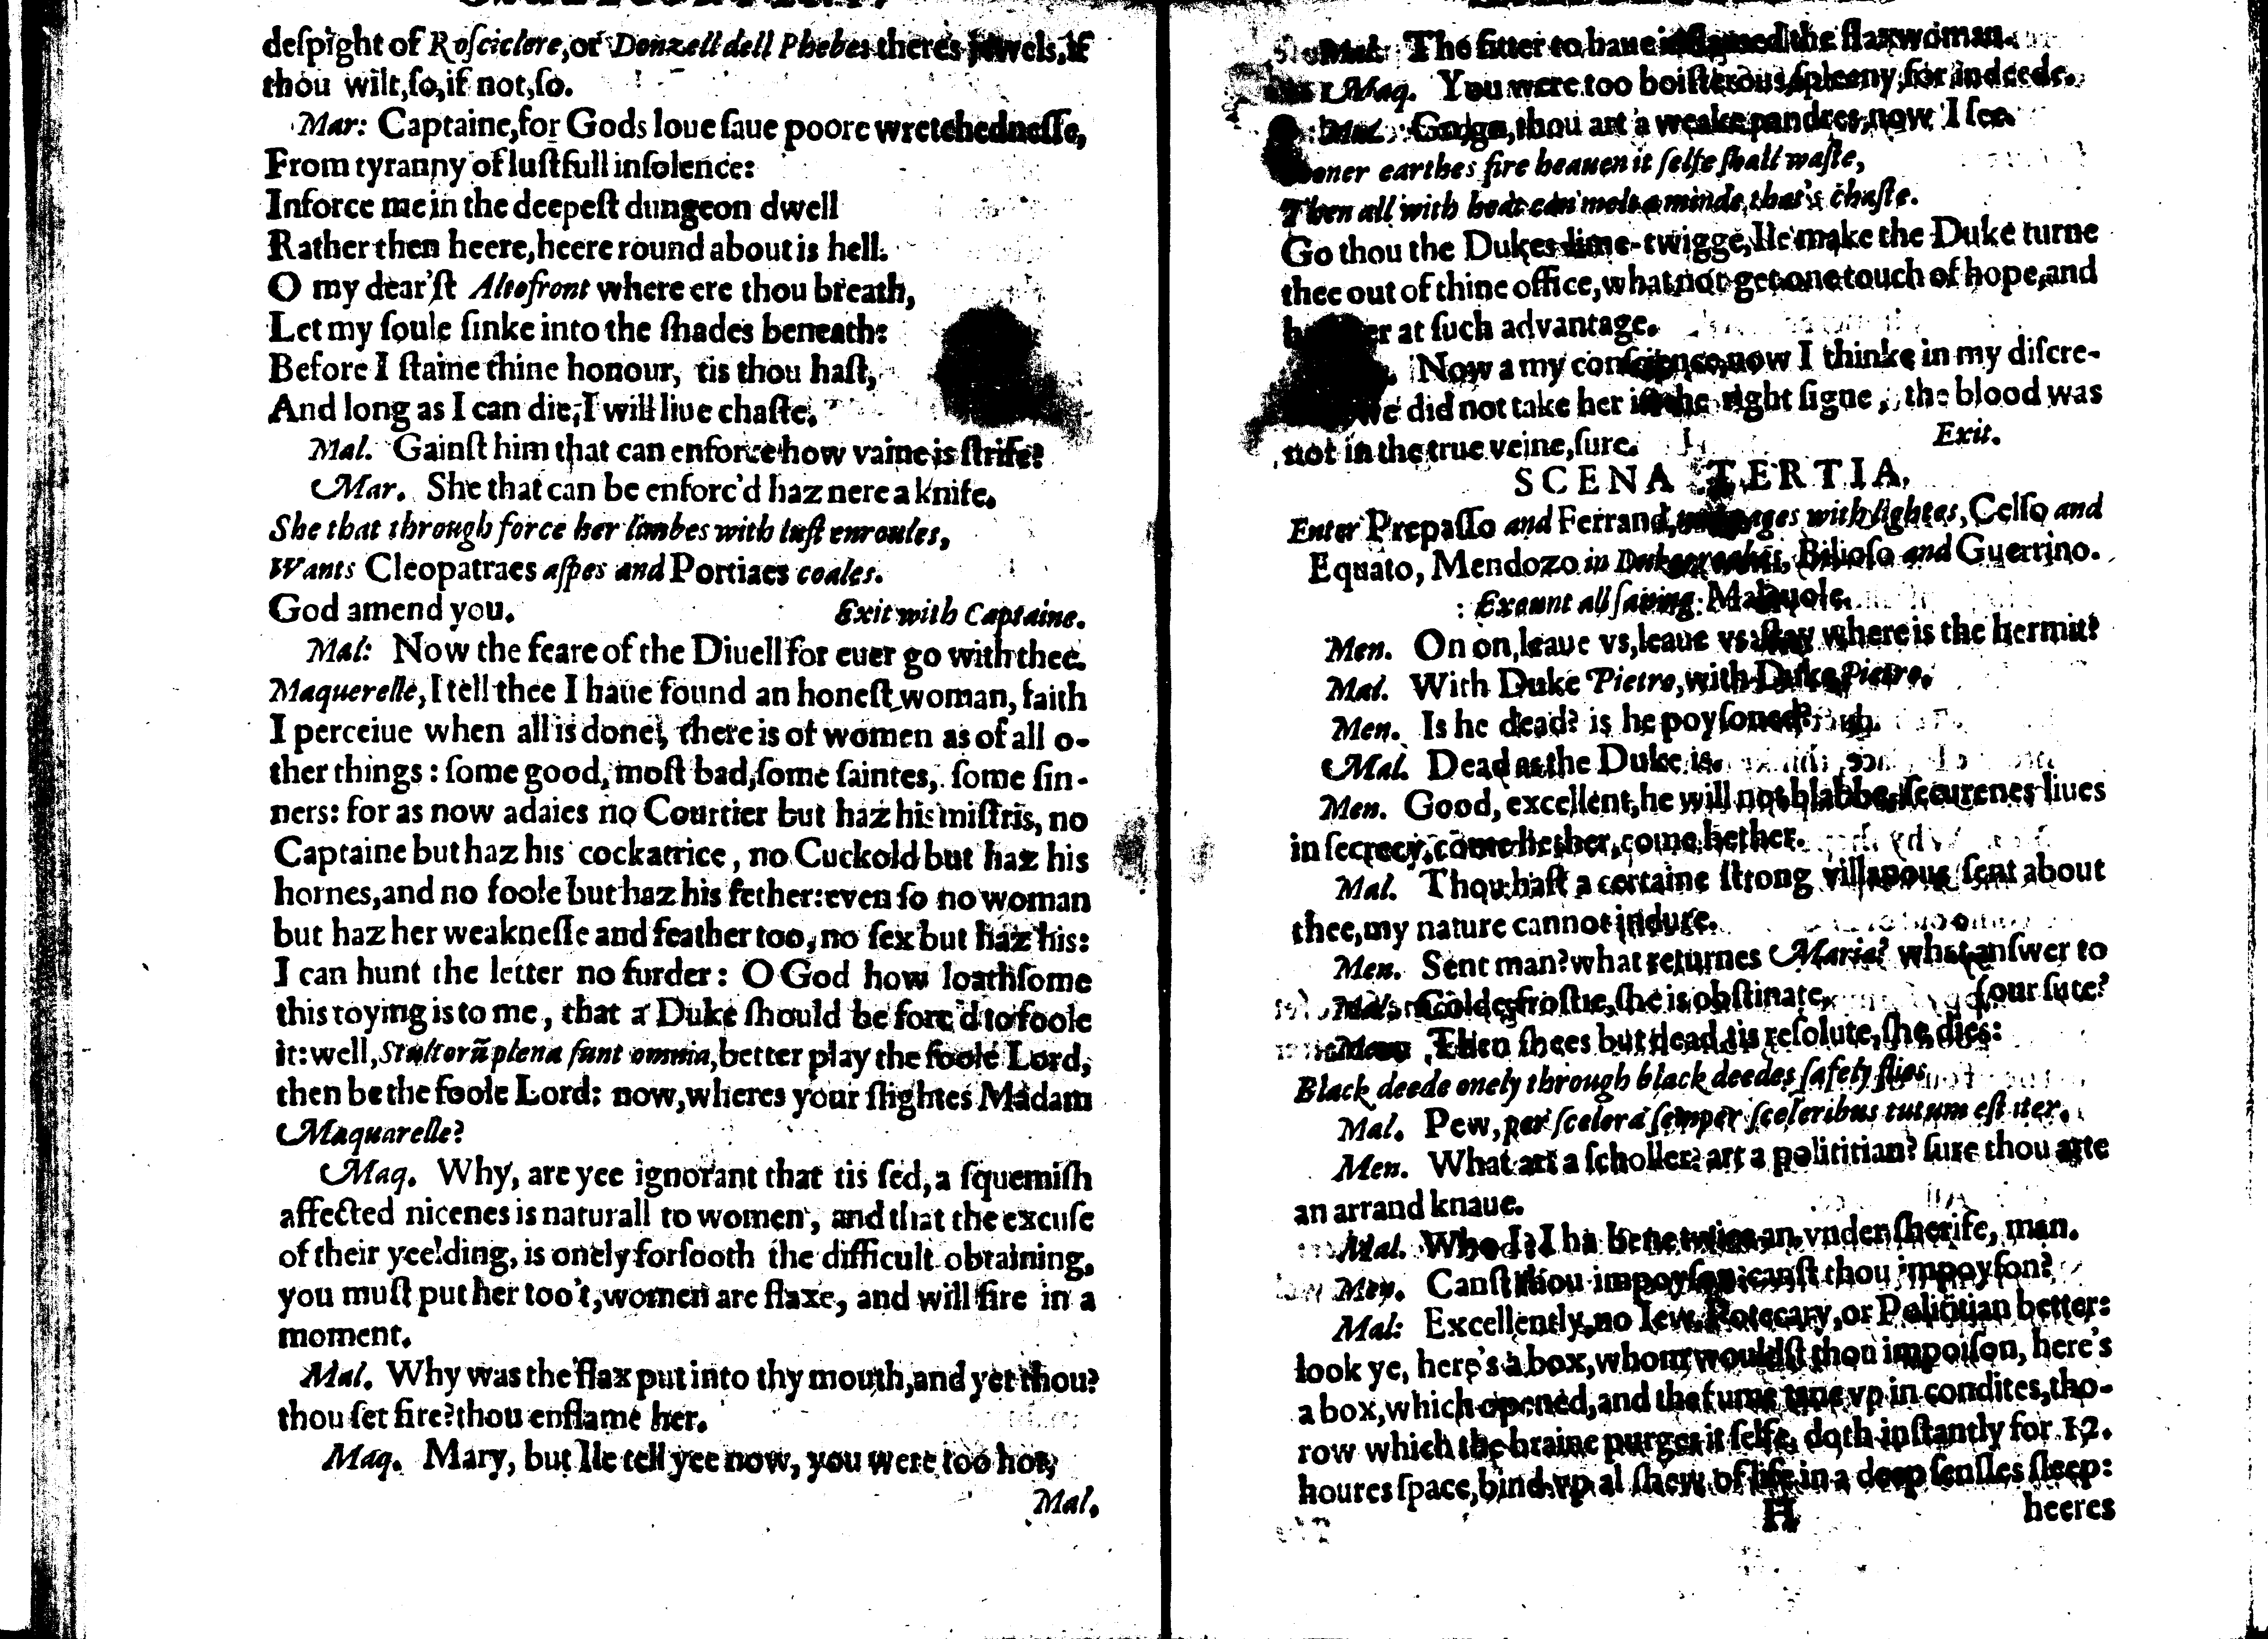 deſpight of Roſciclere,or Donzell dell Phebes theres jewels,if
thou wilt,ſo,if not,ſo.
Mar: Captaine,for Gods loue ſaue poore wretchedneſſe,
From tyranny of luſtfull inſolence:
Inforce me in the deepeſt dungeon dwell
Rather then heere,heere round about is hell.
O my dear'ſt Altofront where ere thou breath,
Let my ſoule ſinke into the ſhades beneath:
Before I ſtaine thine honour, tis thou haſt,
And long as I can die,I will liue chaſte.
Mal. Gainſt him that can enforce how vaine is ſtrife?
Mar. She that can be enforc'd haz nere a knife.
She that through force her limbes with luſt enroules,
Wants Cleopatraes aſpes and Portiaes coales.
God amend you. Exit with Captaine.
Mal: Now the feare of the Diuell for euer go with thee.
Maquerelle,I tell thee I haue found an honeſt woman, faith
I perceiue when all is done, there is of women as of all o-
ther things : ſome good, moſt bad,ſome ſaintes, ſome ſin-
ners: for as now adaies no Courtier but haz his miſtris, no
Captaine but haz his cockatrice, no Cuckold but haz his
hornes,and no foole but haz his fether:even ſo no woman
but haz her weakneſſe and feather too, no ſex but haz his:
I can hunt the letter no furder: O God how loathſome
this toying is to me, that a Duke ſhould be forc'd to foole
it:well,Stultorũ plena ſunt omnia,better play the foole Lord,
then be the foole Lord: now,wheres your ſlightes Madam
Maquarelle?
Maq. Why, are yee ignorant that tis ſed, a ſquemiſh
affected nicenes is naturall to women, and that the excuſe
of their yeelding, is onely forſooth the difficult obtaining,
you muſt put her too't,women are flaxe, and will fire in a
moment.
Mal. Why was the flax put into thy mouth,and yet thou?
thou ſet fire?thou enflame her.
Maq. Mary, but Ile tell yee now, you were too hot,
Mal.
Mal. The fitter to haue inflamed the flaxwoman.
Maq. You were too boiſterous,ſpleeny,for indeede.
Mal. Go,go,thou art a weake pandres,now I ſee.
earthes fire heauen it ſelfe ſhall waſte,
Then all with heat can melt a minde that's chaſte.
Go thou the Dukes lime-twigge,Ile make the Duke turne
thee out of thine office,what not get one touch of hope,and
at ſuch advantage.
Now a my conſcience,now I thinke in my diſcre-
we did not take her in the right ſigne, the blood was
not in the true veine,ſure. Exit.
SCENA TERTIA.
Enter Prepaſſo and Ferrand, pages with lightes, Celſo and
Equato, Mendozo in Bilioſo and Guerrino.
Exeunt all ſaving Maleuole.
Men. On on,leaue vs,leaue vs:ſtay where is the hermit?
Mal. With Duke Pietro,with Duke Pietro.
Men. Is he dead? is he poyſoned?
Mal. Dead as the Duke is.
Men. Good, excellent,he will not blabbe,ſecurenes liues
in ſecrecy,come hether,come hether.
Mal. Thou haſt a certaine ſtrong villanous ſent about
thee,my nature cannot indure.
Men. Sent man?what returnes Maria? what anſwer to
Mal. Colde,froſtie,ſhe is obſtinate. (our ſute?
Men. Then ſhees but dead,tis reſolute,ſhe dies:
Black deede onely through black deedes ſafely flies.
Mal. Pew,per ſcelera ſemper ſceleribus tutum eſt iter.
Men. What art a ſcholler? art a polititian? ſure thou arte
an arrand knaue.
Mal. Who I? I ha bene twice an vnder ſherife, man.
Men. Canſt thou impoyſon:canſt thou impoyſon?
Mal: Excellently,no Iew,Potecary,or Polititian better:
look ye, here's a box,whom wouldſt thou impoiſon, here's
a box,which opened,and the fume tane vp in condites,tho-
row which the braine purges it ſelfe, doth inſtantly for 12.
houres ſpace,bind vp al ſhew of life in a deep ſenſles ſleep:
H heeres